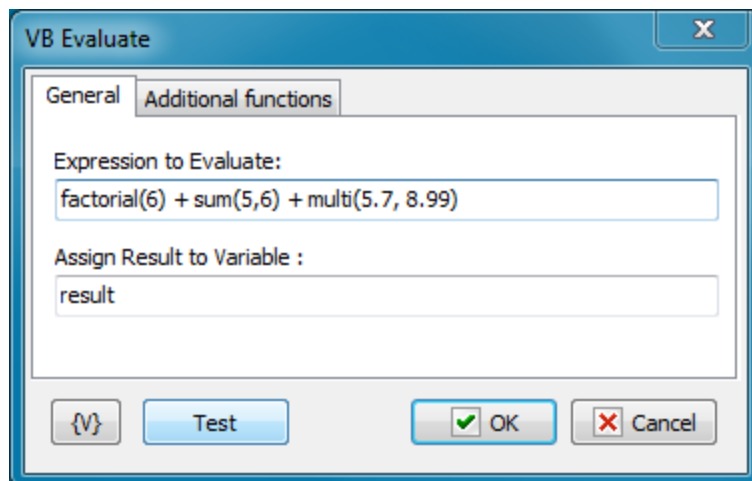 VB Evaluate
General Additional functions
Expression to Evaluate:
factorial(6) + sum(5,6) + multi(5.7, 8.99)
Assign Result to Variable :
result
{V} Test OK Cancel